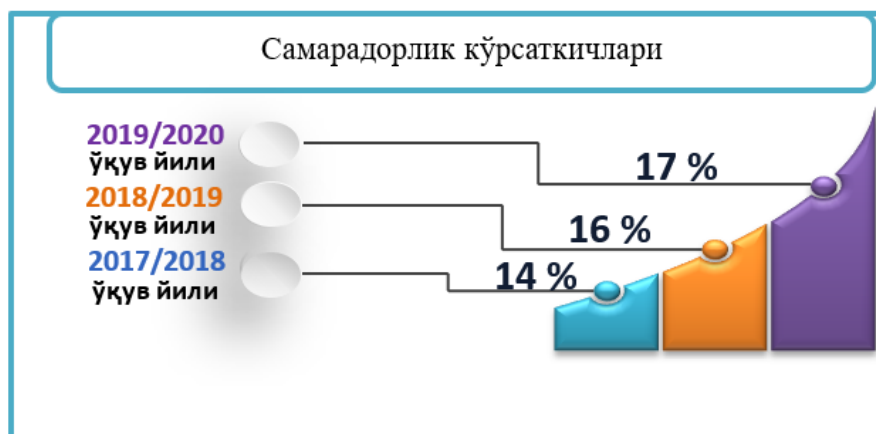 Самарадорлик кўрсаткичлари
2019/2020
ўқув йили
17 %
2018/2019
ўқув йили
16 %
2017/2018
ўқув йили
14 %